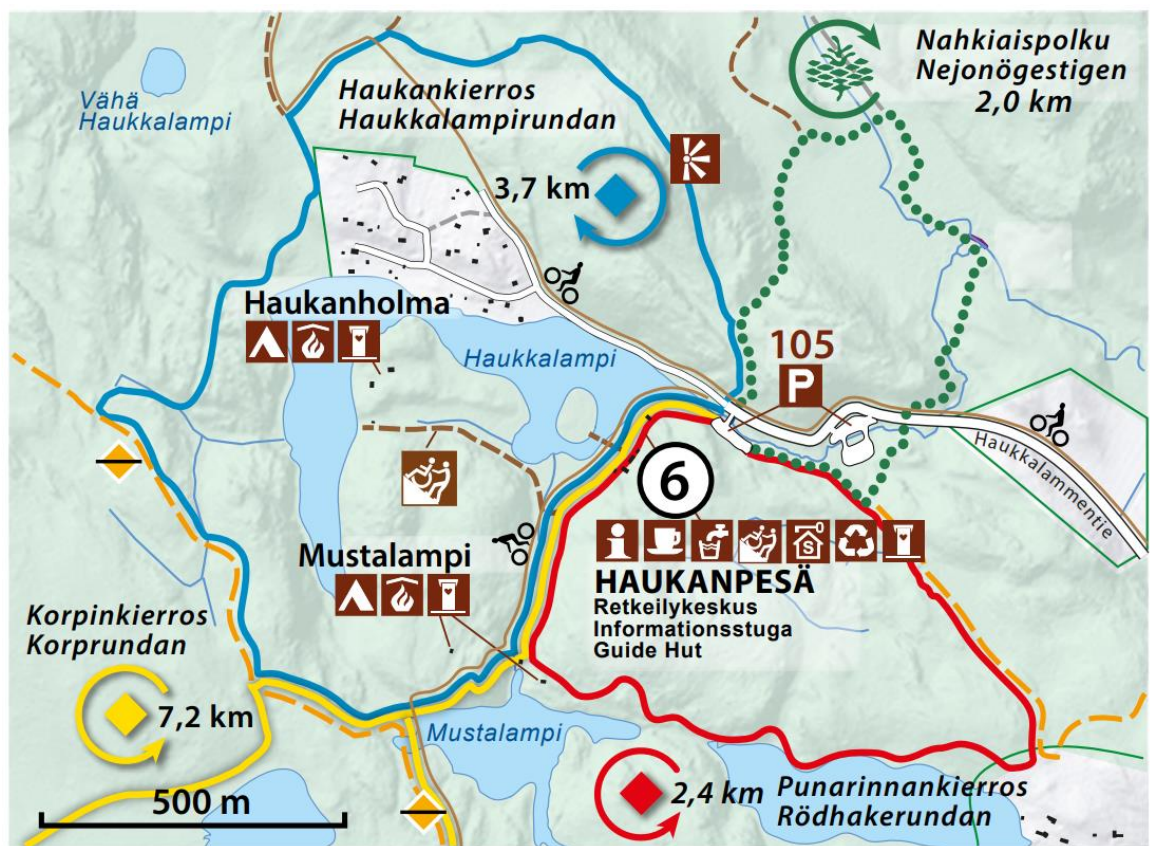 Nahkiaispolku
Nejonögestigen
2,0 km
Vähä
Haukkalampi
Haukankierros
Haukkalampirundan
3,7 km
Haukanholma
Haukkalampi
105
P
Haukkalammentie
6
i
S
Mustalampi
HAUKANPESÄ
Retkeilykeskus
Informationsstuga
Guide Hut
Korpinkierros
Korprundan
7,2 km
Mustalampi
500 m
2,4 km
Punarinnankierros
Rödhakerundan